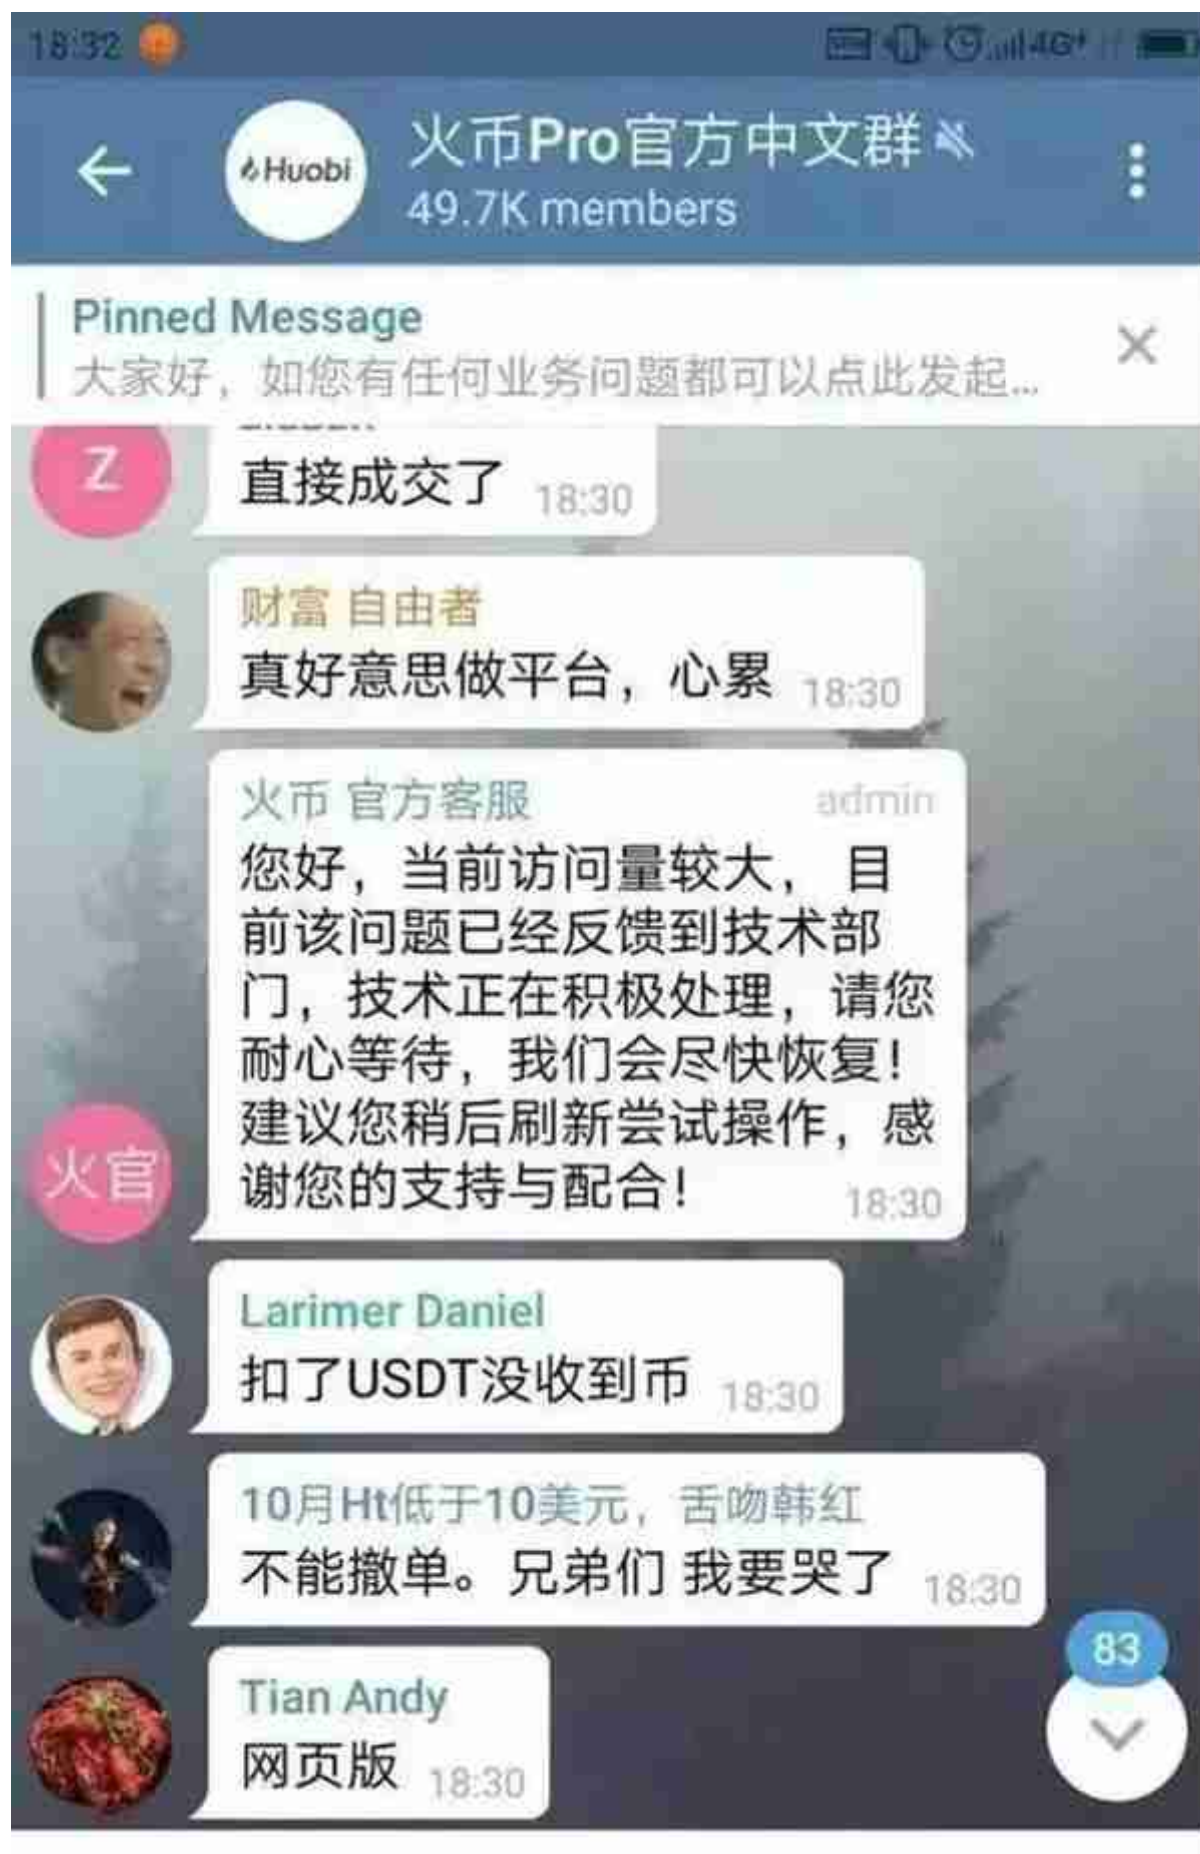 18:32
4G+
Huobi
火币Pro官方中文群
49.7K members
Pinned Message
大家好，如您有任何业务问题都可以点此发起...
Z
直接成交了 18:30
财富 自由者
真好意思做平台，心累 18:30
火币 官方客服 admin
您好，当前访问量较大， 目
前该问题已经反馈到技术部
门，技术正在积极处理，请您
耐心等待，我们会尽快恢复！
建议您稍后刷新尝试操作，感
谢您的支持与配合！ 18:30
火官
Larimer Daniel
扣了USDT没收到币 18:30
10月Ht低于10美元，舌吻韩红
不能撤单。兄弟们 我要哭了 18:30
83
Tian Andy
网页版 18:30